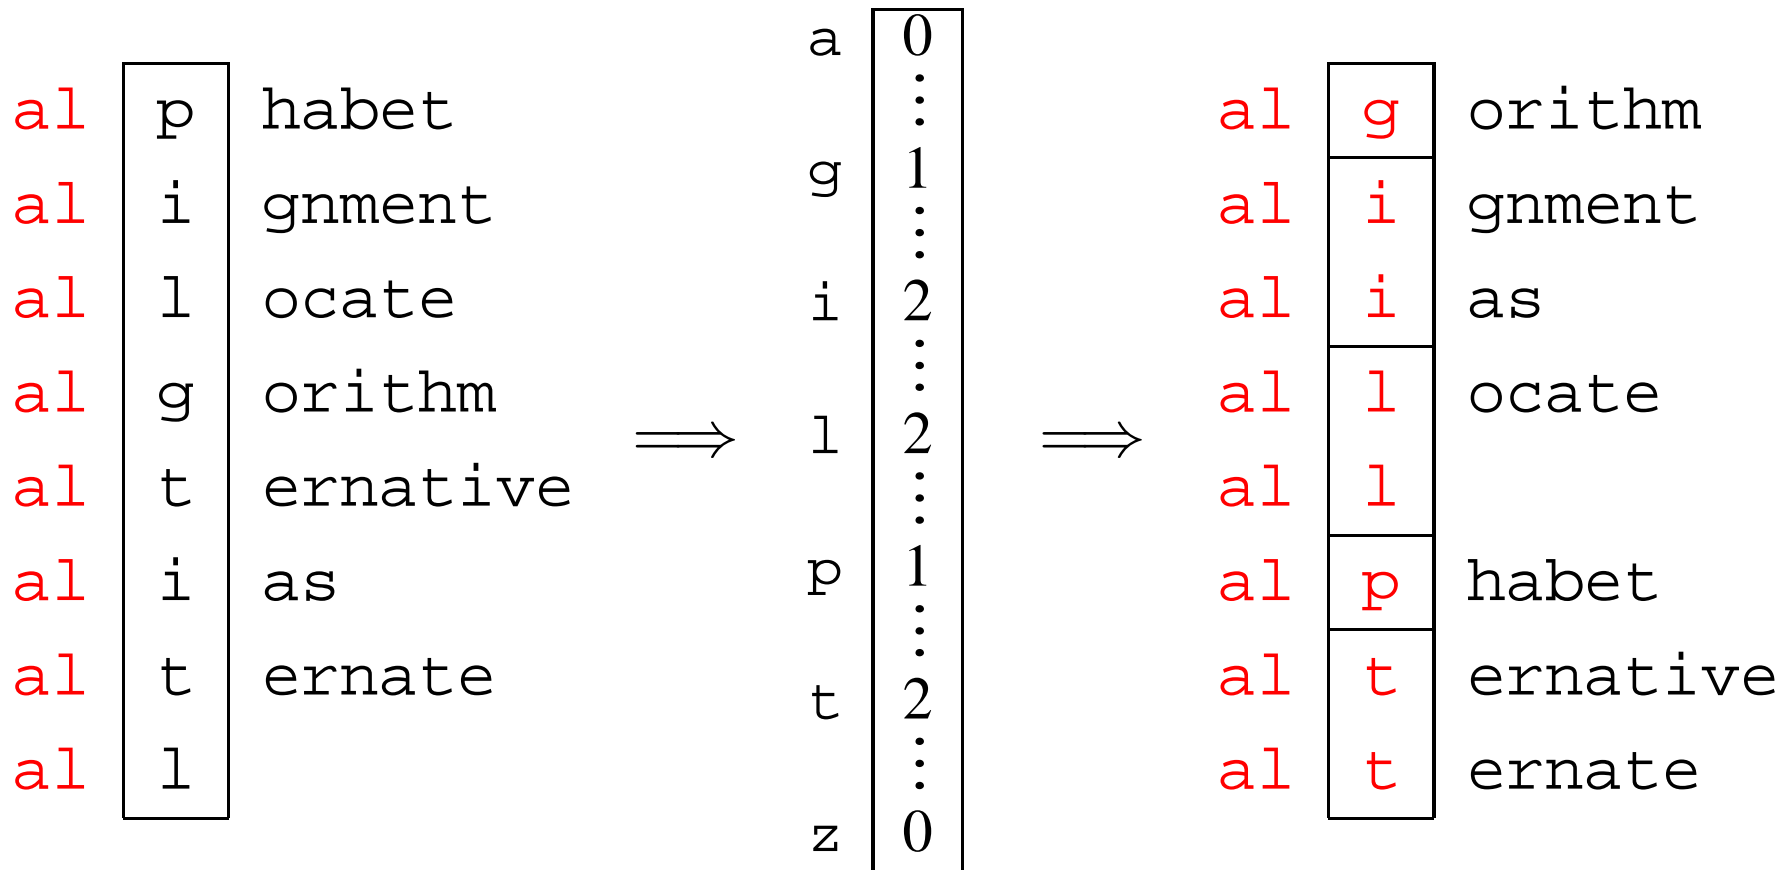 al p habet
al i gnment
al l ocate
al g orithm
al t ernative
al i as
al t ernate
al l
⟹
a 0
⋮
g 1
⋮
i 2
⋮
l 2
⋮
p 1
⋮
t 2
⋮
z 0
⟹
al g orithm
al i gnment
al i as
al l ocate
al l
al p habet
al t ernative
al t ernate